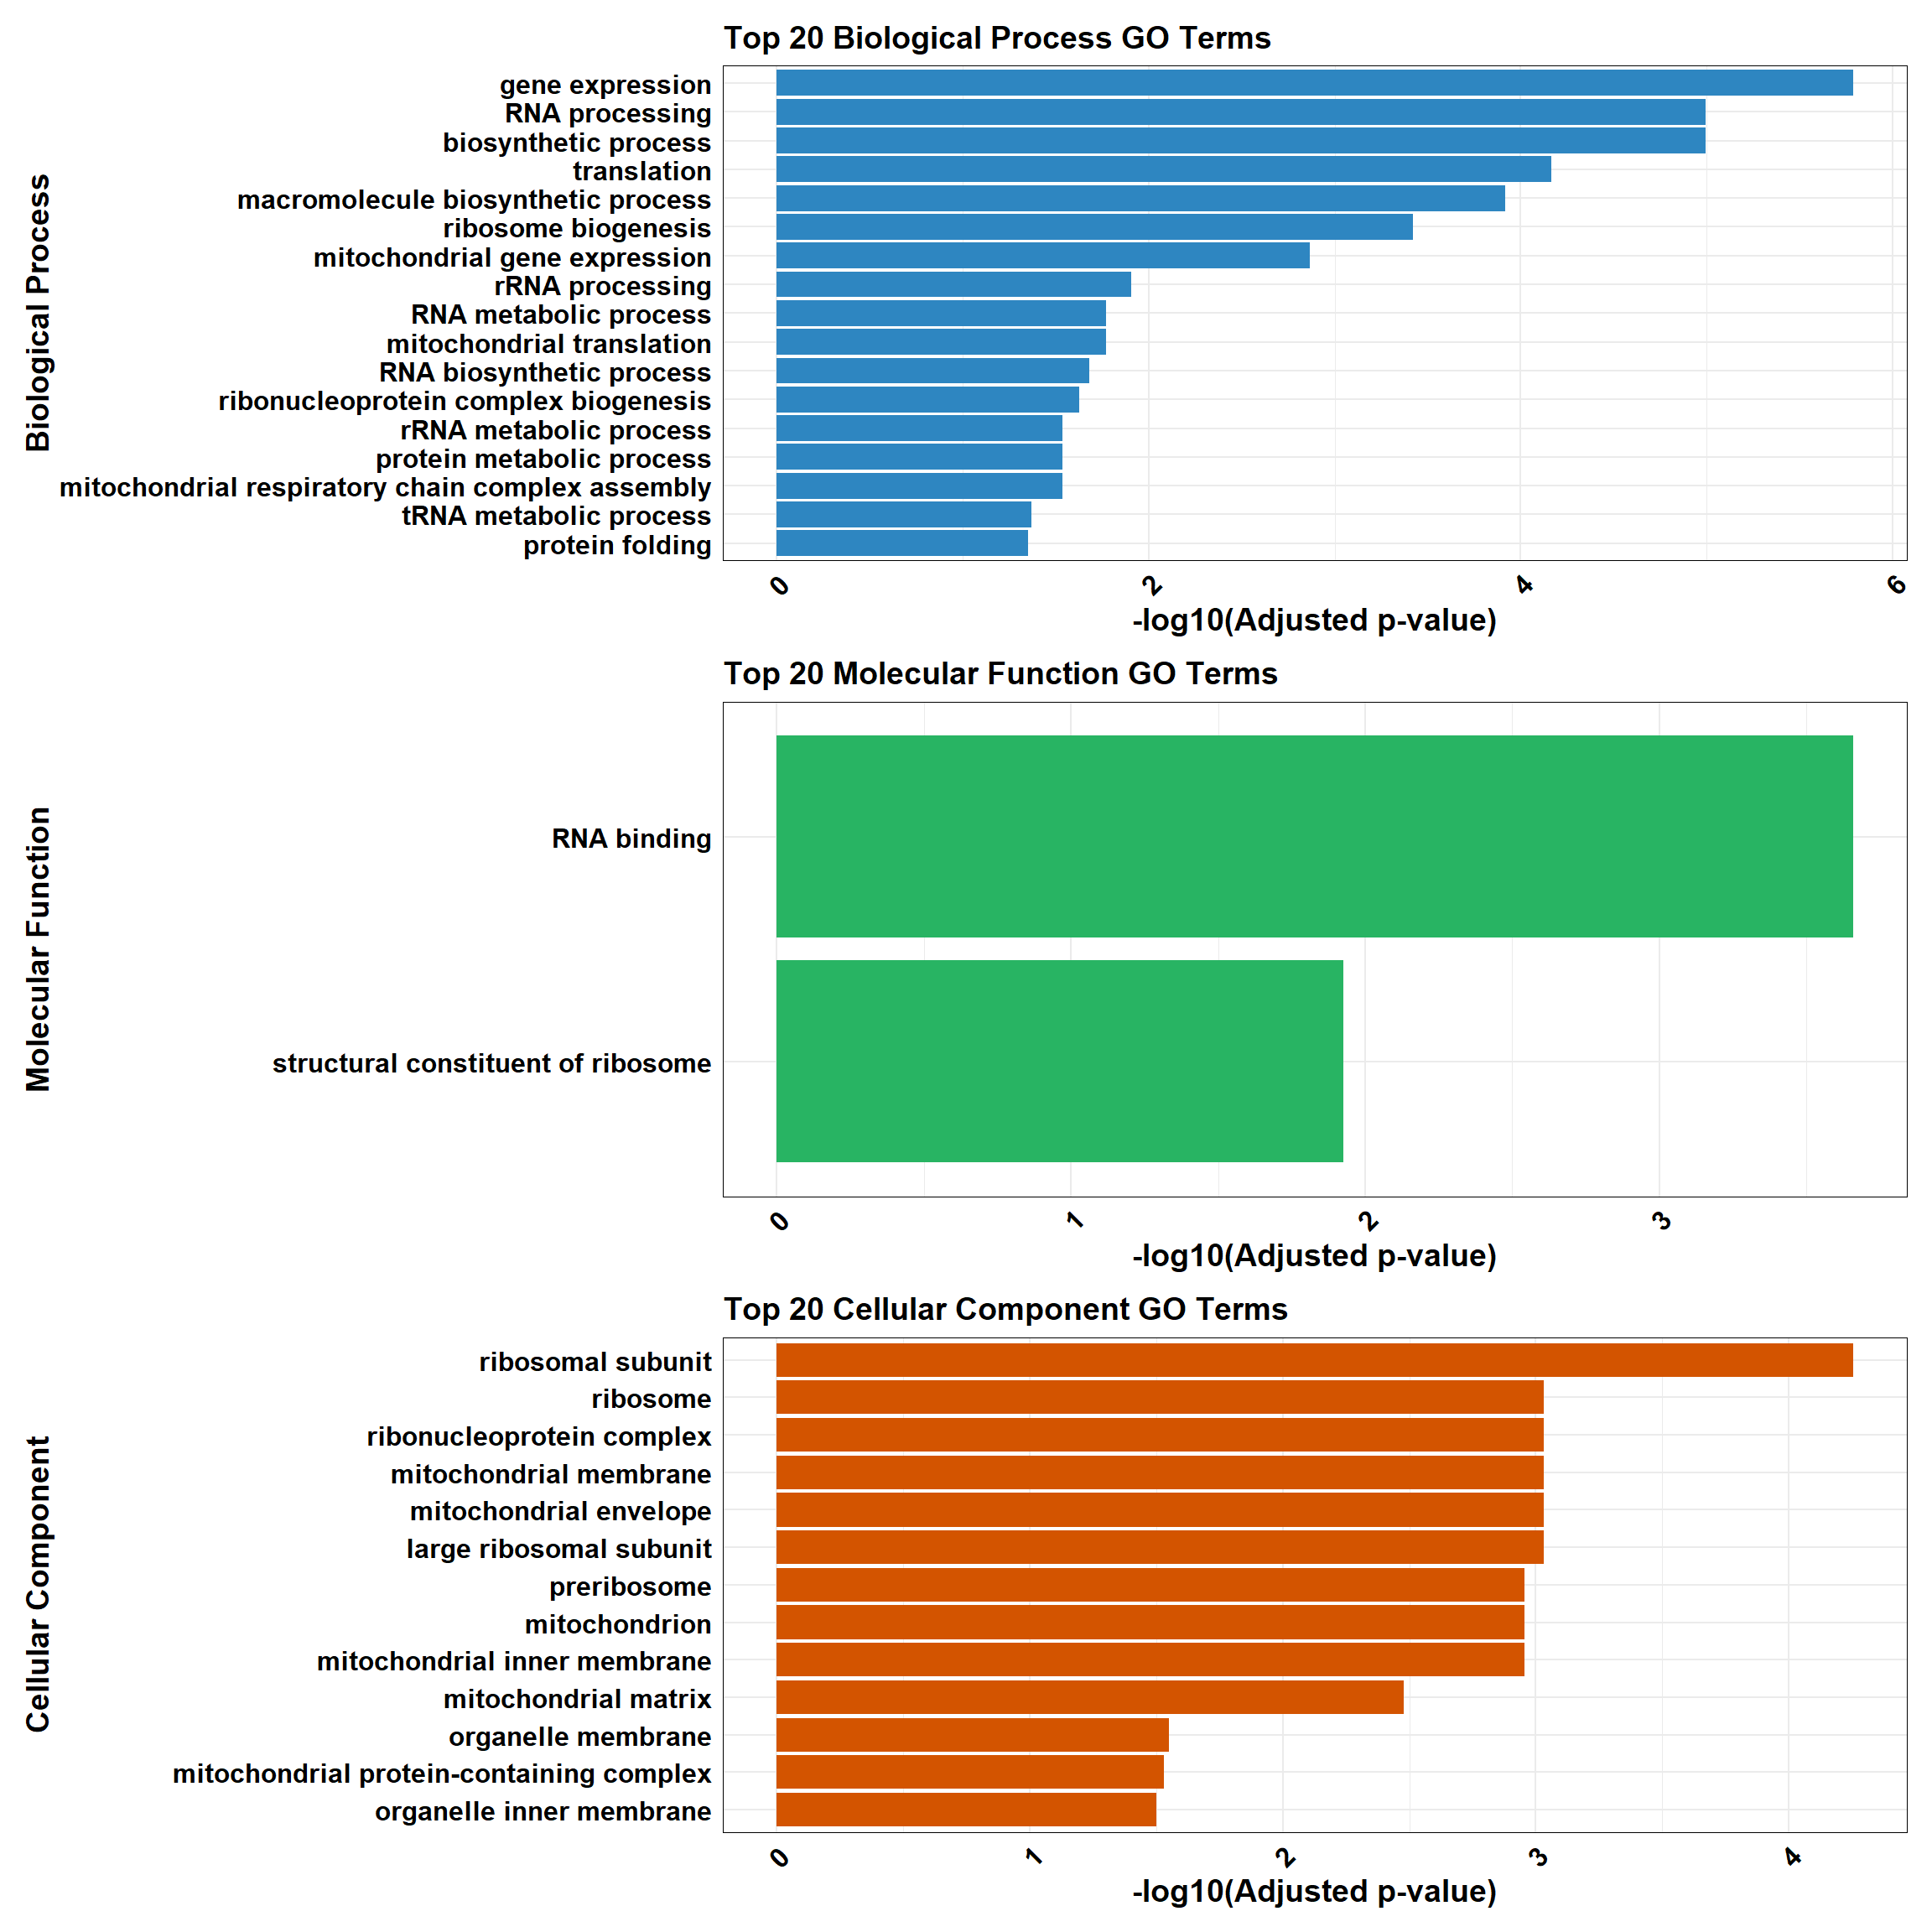 Top 20 Biological Process GO Terms
Biological Process
gene expression
RNA processing
biosynthetic process
translation
macromolecule biosynthetic process
ribosome biogenesis
mitochondrial gene expression
rRNA processing
RNA metabolic process
mitochondrial translation
RNA biosynthetic process
ribonucleoprotein complex biogenesis
rRNA metabolic process
protein metabolic process
mitochondrial respiratory chain complex assembly
tRNA metabolic process
protein folding
0 2 4 6
-log10(Adjusted p-value)
Top 20 Molecular Function GO Terms
Molecular Function
RNA binding
structural constituent of ribosome
0 1 2 3
-log10(Adjusted p-value)
Top 20 Cellular Component GO Terms
Cellular Component
ribosomal subunit
ribosome
ribonucleoprotein complex
mitochondrial membrane
mitochondrial envelope
large ribosomal subunit
preribosome
mitochondrion
mitochondrial inner membrane
mitochondrial matrix
organelle membrane
mitochondrial protein-containing complex
organelle inner membrane
0 1 2 3 4
-log10(Adjusted p-value)